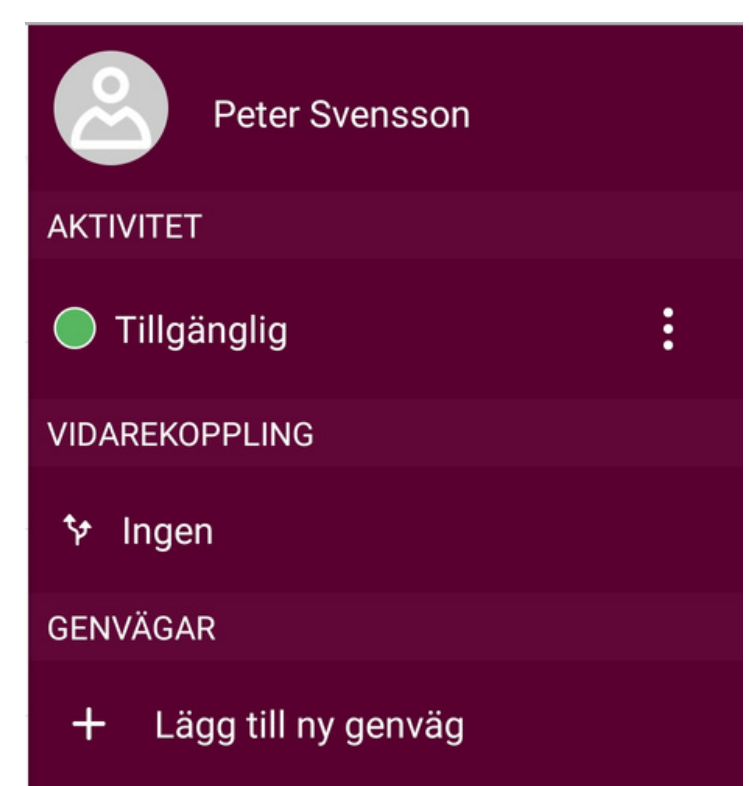 Peter Svensson
AKTIVITET
Tillgänglig
VIDAREKOPPLING
Ingen
GENVÄGAR
Lägg till ny genväg